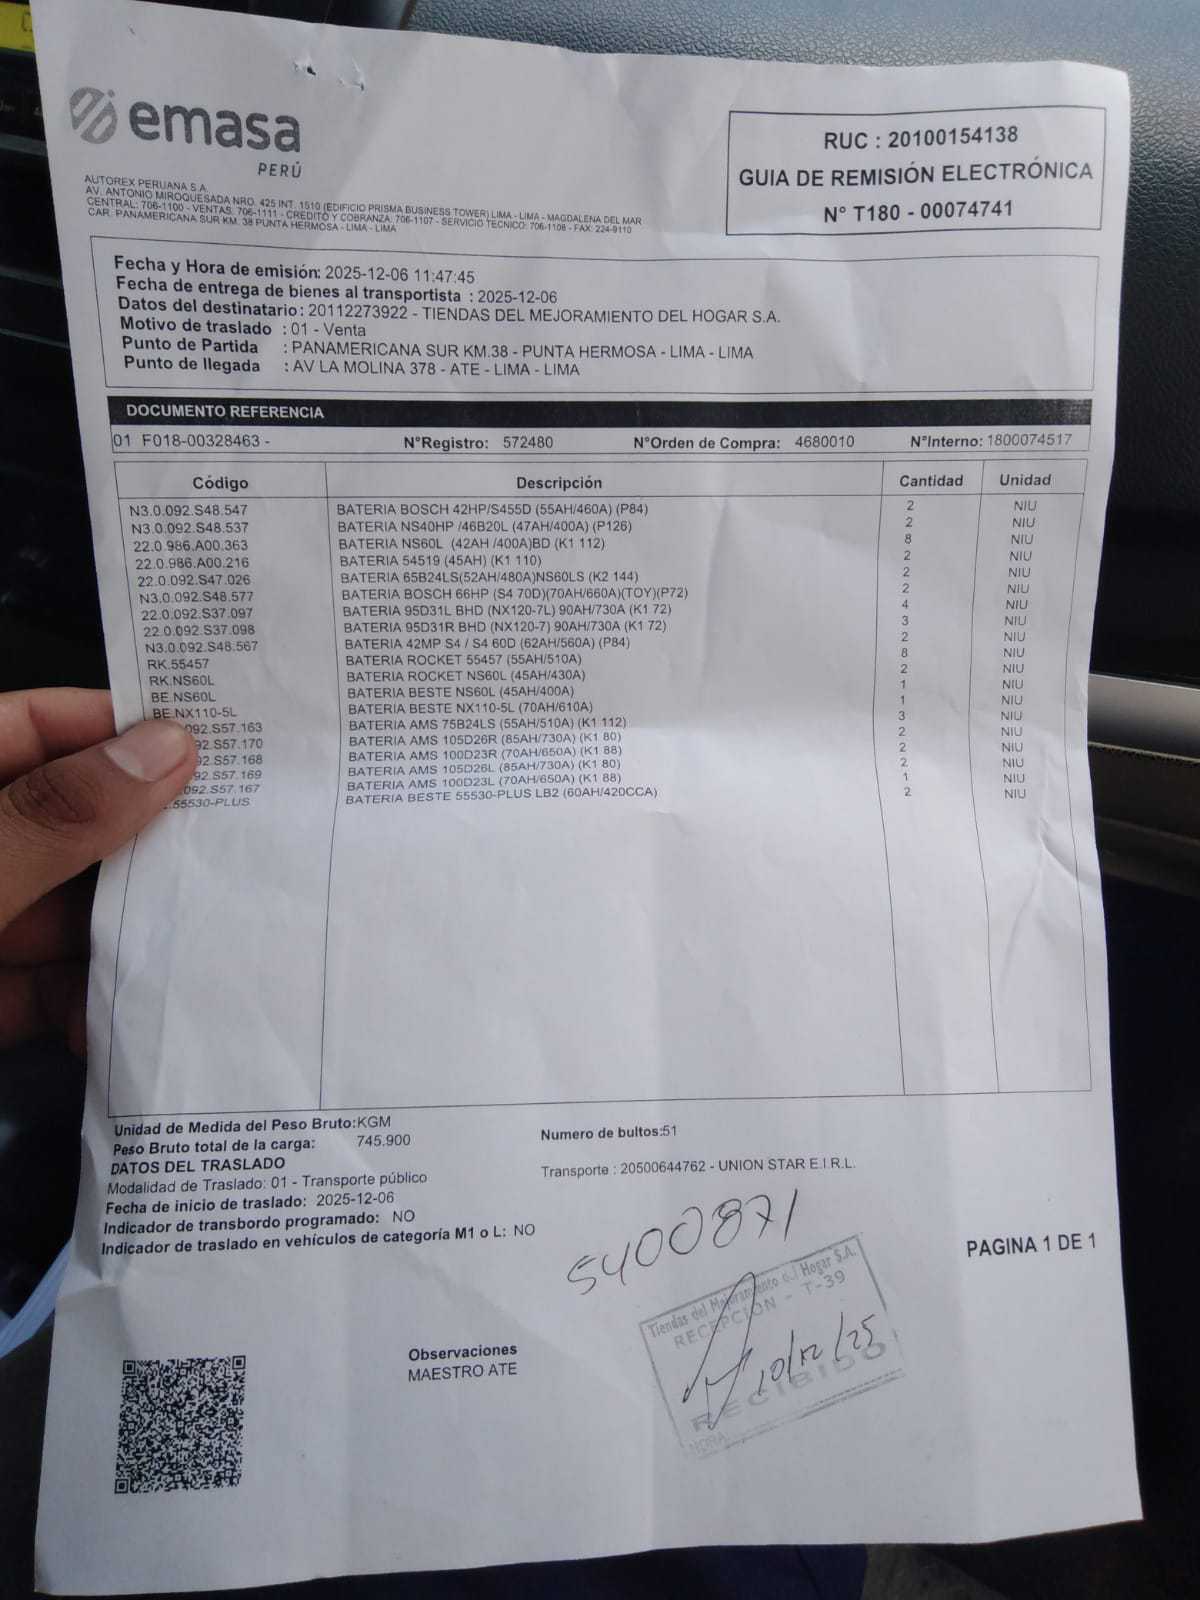 emasa
PERÚ
AUTOREX PERUANA S.A.
AV. ANTONIO MIROQUESADA NRO. 425 INT. 1510 (EDIFICIO PRISMA BUSINESS TOWER) LIMA - LIMA - MAGDALENA DEL MAR
CENTRAL: 706-1100 - VENTAS: 706-1111 - CREDITO Y COBRANZA: 706-1107 - SERVICIO TECNICO: 706-1108 - FAX: 224-9110
CAR. PANAMERICANA SUR KM. 38 PUNTA HERMOSA - LIMA - LIMA
RUC : 20100154138
GUIA DE REMISIÓN ELECTRÓNICA
N° T180 - 00074741
Fecha y Hora de emisión: 2025-12-06 11:47:45
Fecha de entrega de bienes al transportista : 2025-12-06
Datos del destinatario : 20112273922 - TIENDAS DEL MEJORAMIENTO DEL HOGAR S.A.
Motivo de traslado : 01 - Venta
Punto de Partida : PANAMERICANA SUR KM.38 - PUNTA HERMOSA - LIMA - LIMA
Punto de llegada : AV LA MOLINA 378 - ATE - LIMA - LIMA
DOCUMENTO REFERENCIA
01 F018-00328463 - N°Registro: 572480 N°Orden de Compra: 4680010 N°Interno: 1800074517
Código Descripción Cantidad Unidad
N3.0.092.S48.547 BATERIA BOSCH 42HP/S455D (55AH/460A) (P84) 2 NIU
N3.0.092.S48.537 BATERIA NS40HP /46B20L (47AH/400A) (P126) 2 NIU
22.0.986.A00.363 BATERIA NS60L (42AH /400A)BD (K1 112) 8 NIU
22.0.986.A00.216 BATERIA 54519 (45AH) (K1 110) 2 NIU
22.0.092.S47.026 BATERIA 65B24LS(52AH/480A)NS60LS (K2 144) 2 NIU
N3.0.092.S48.577 BATERIA BOSCH 66HP (S4 70D)(70AH/660A)(TOY)(P72) 2 NIU
22.0.092.S37.097 BATERIA 95D31L BHD (NX120-7L) 90AH/730A (K1 72) 4 NIU
22.0.092.S37.098 BATERIA 95D31R BHD (NX120-7) 90AH/730A (K1 72) 3 NIU
N3.0.092.S48.567 BATERIA 42MP S4 / S4 60D (62AH/560A) (P84) 2 NIU
RK.55457 BATERIA ROCKET 55457 (55AH/510A) 8 NIU
RK.NS60L BATERIA ROCKET NS60L (45AH/430A) 2 NIU
BE.NS60L BATERIA BESTE NS60L (45AH/400A) 1 NIU
BE.NX110-5L BATERIA BESTE NX110-5L (70AH/610A) 1 NIU
092.S57.163 BATERIA AMS 75B24LS (55AH/510A) (K1 112) 3 NIU
92.S57.170 BATERIA AMS 105D26R (85AH/730A) (K1 80) 2 NIU
92.S57.168 BATERIA AMS 100D23R (70AH/650A) (K1 88) 2 NIU
92.S57.169 BATERIA AMS 105D26L (85AH/730A) (K1 80) 2 NIU
.092.S57.167 BATERIA AMS 100D23L (70AH/650A) (K1 88) 1 NIU
.55530-PLUS BATERIA BESTE 55530-PLUS LB2 (60AH/420CCA) 2 NIU
Unidad de Medida del Peso Bruto:KGM
Peso Bruto total de la carga: 745.900
Numero de bultos:51
DATOS DEL TRASLADO
Transporte : 20500644762 - UNION STAR E.I.R.L.
Modalidad de Traslado: 01 - Transporte público
Fecha de inicio de traslado: 2025-12-06
Indicador de transbordo programado: NO
Indicador de traslado en vehículos de categoría M1 o L: NO
5400871
PAGINA 1 DE 1
Tiendas del Mejoramiento del Hogar S.A.
RECEPCIÓN - T-39
10/12/25
RECIBIDO
HORA
Observaciones
MAESTRO ATE